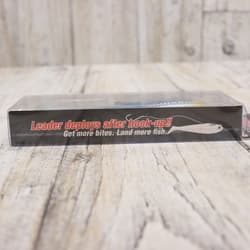 Leader deploys after hook-up!!
Get more bites. Land more fish.